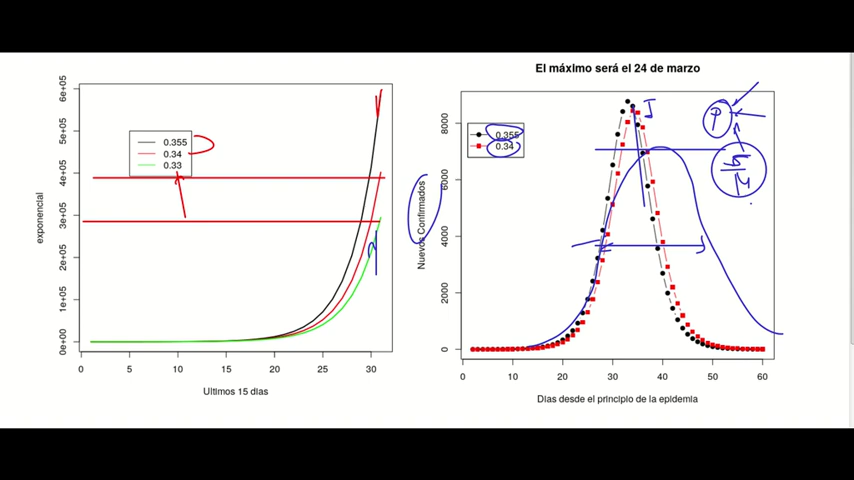 exponencial
0e+00 1e+05 2e+05 3e+05 4e+05 5e+05 6e+05
0.355
0.34
0.33
0 5 10 15 20 25 30
Ultimos 15 dias
El máximo será el 24 de marzo
Nuevos Confirmados
0 2000 4000 6000 8000
0.355
0.34
0 10 20 30 40 50 60
Dias desde el principio de la epidemia